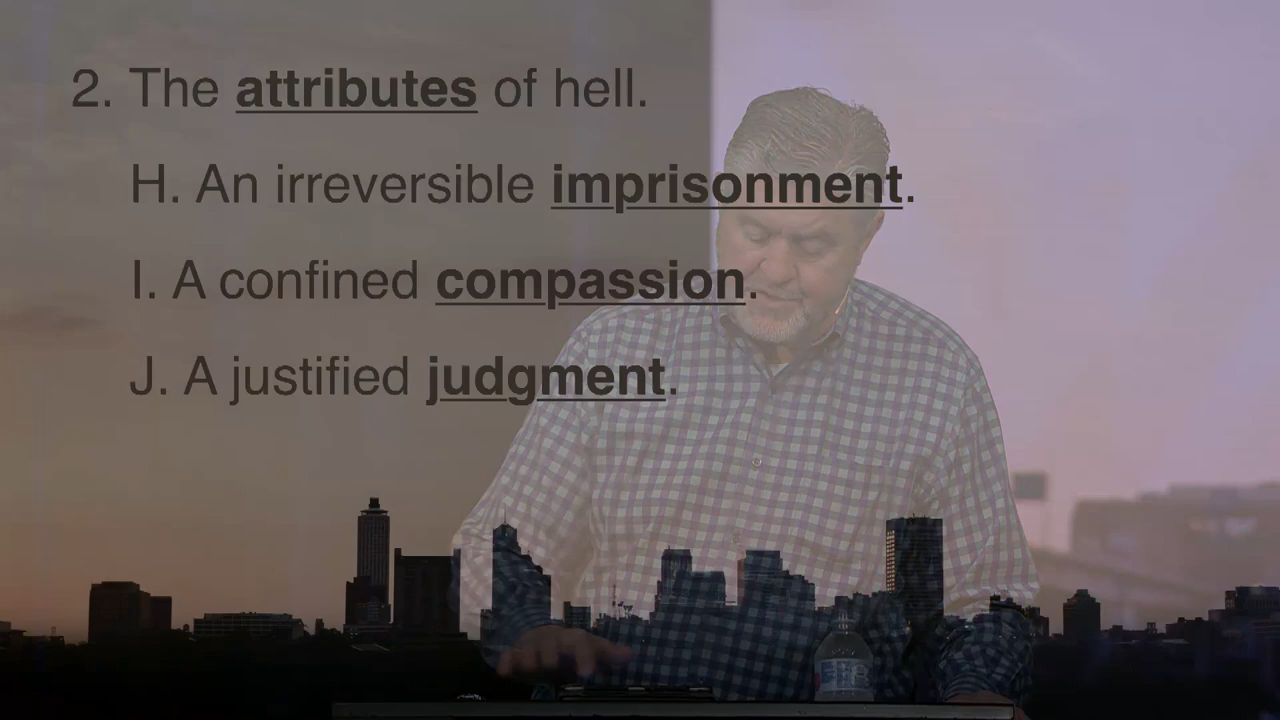 2. The attributes of hell.
H. An irreversible imprisonment.
I. A confined compassion.
J. A justified judgment.